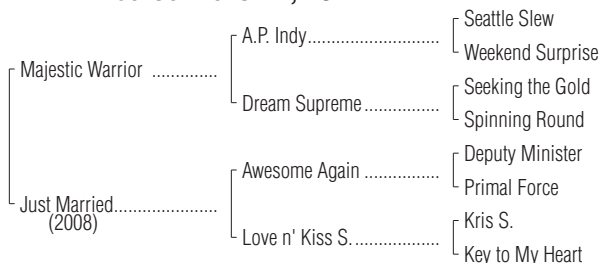 Seattle Slew
A.P. Indy..............................
Weekend Surprise
Majestic Warrior ...............
Seeking the Gold
Dream Supreme.................
Spinning Round
Deputy Minister
Awesome Again .................
Primal Force
Just Married........................
(2008)
Kris S.
Love n' Kiss S....................
Key to My Heart